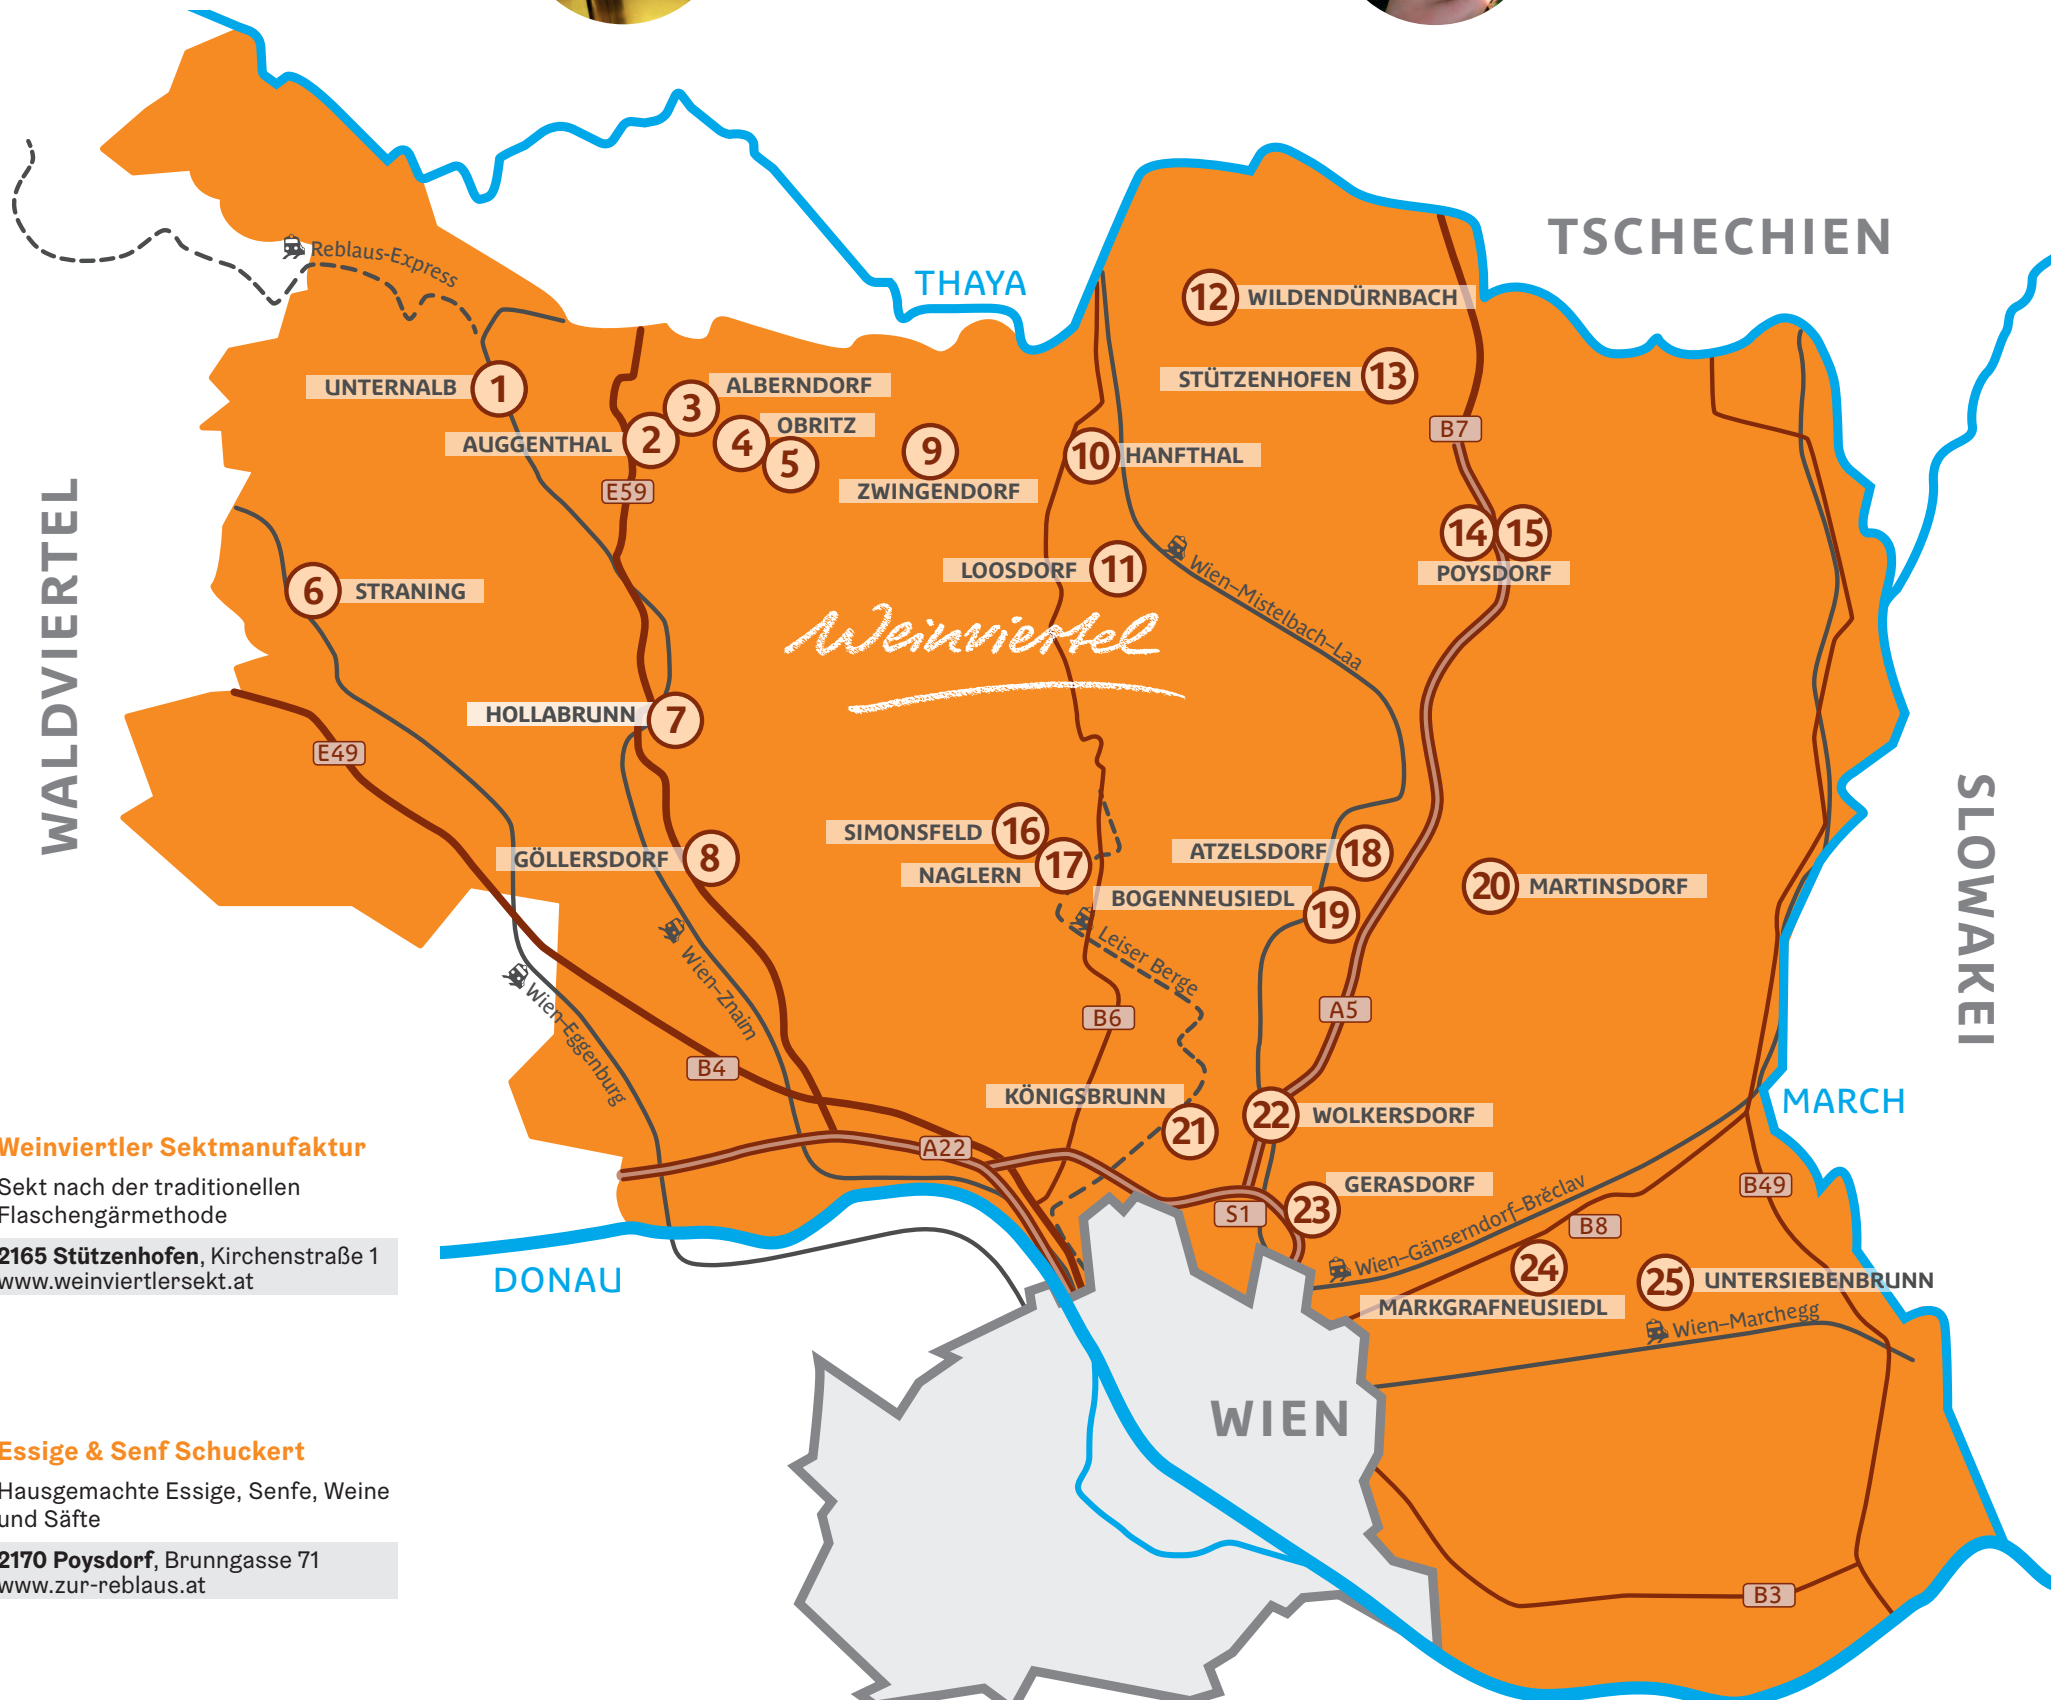 TSCHECHIEN
Reblaus-Express
THAYA
12 WILDENDÜRNBACH
STÜTZENHOFEN 13
UNTERNALB 1
3 ALBERNDORF
AUGGENTHAL 2
4 OBRITZ
5
9
ZWINGENDORF
10 HANFTHAL
B7
E59
14 15
POYSDORF
LOOSDORF 11
Wien–Mistelbach–Laa
6 STRANING
Weinviertel
WALDVIERTEL
HOLLABRUNN 7
E49
SIMONSFELD 16
NAGLERN 17
GÖLLERSDORF 8
ATZELSDORF 18
BOGENNEUSIEDL 19
20 MARTINSDORF
SLOWAKEI
Leiser Berge
Wien–Znaim
Wien–Eggenburg
B6
A5
B4
KÖNIGSBRUNN
21
22 WOLKERSDORF
MARCH
A22
GERASDORF
23
S1
B49
B8
Wien–Gänserndorf–Břeclav
24
MARKGRAFNEUSIEDL
25 UNTERSIEBENBRUNN
Wien–Marchegg
DONAU
WIEN
B3
Weinviertler Sektmanufaktur
Sekt nach der traditionellen
Flaschengärmethode
2165 Stützenhofen, Kirchenstraße 1
www.weinviertlersekt.at
Essige & Senf Schuckert
Hausgemachte Essige, Senfe, Weine
und Säfte
2170 Poysdorf, Brunngasse 71
www.zur-reblaus.at